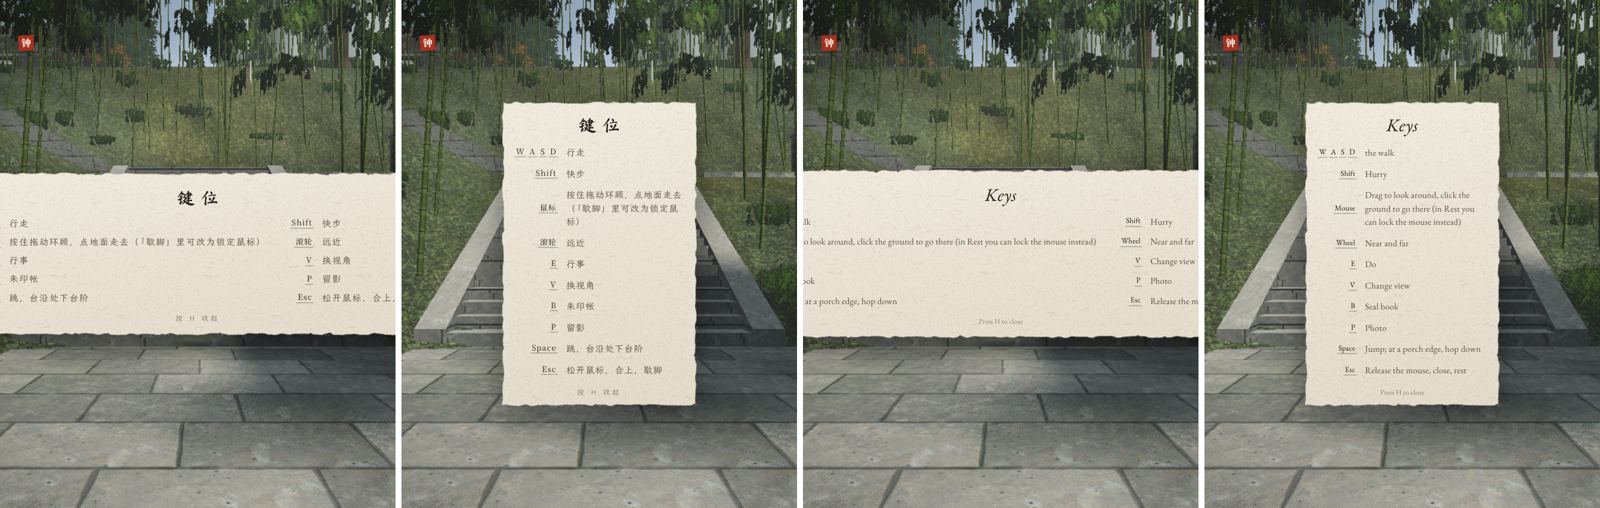 钟
键位
行走
Shift 快步
按住拖动环顾，点地面走去（「歇脚」里可改为锁定鼠标）
滚轮 远近
行事
V 换视角
朱印帐
P 留影
跳，台沿处下台阶
Esc 松开鼠标，合上，
按 H 收起
钟
键位
W A S D 行走
Shift 快步
鼠标 按住拖动环顾，点地面走去
（「歇脚」里可改为锁定鼠
标）
滚轮 远近
E 行事
V 换视角
B 朱印帐
P 留影
Space 跳，台沿处下台阶
Esc 松开鼠标，合上，歇脚
按 H 收起
钟
Keys
Shift Hurry
look around, click the ground to go there (in Rest you can lock the mouse instead)
Wheel Near and far
V Change view
P Photo
at a porch edge, hop down
Esc Release the
Press H to close
钟
Keys
W A S D the walk
Shift Hurry
Mouse Drag to look around, click the
ground to go there (in Rest you
can lock the mouse instead)
Wheel Near and far
E Do
V Change view
B Seal book
P Photo
Space Jump; at a porch edge, hop down
Esc Release the mouse, close, rest
Press H to close